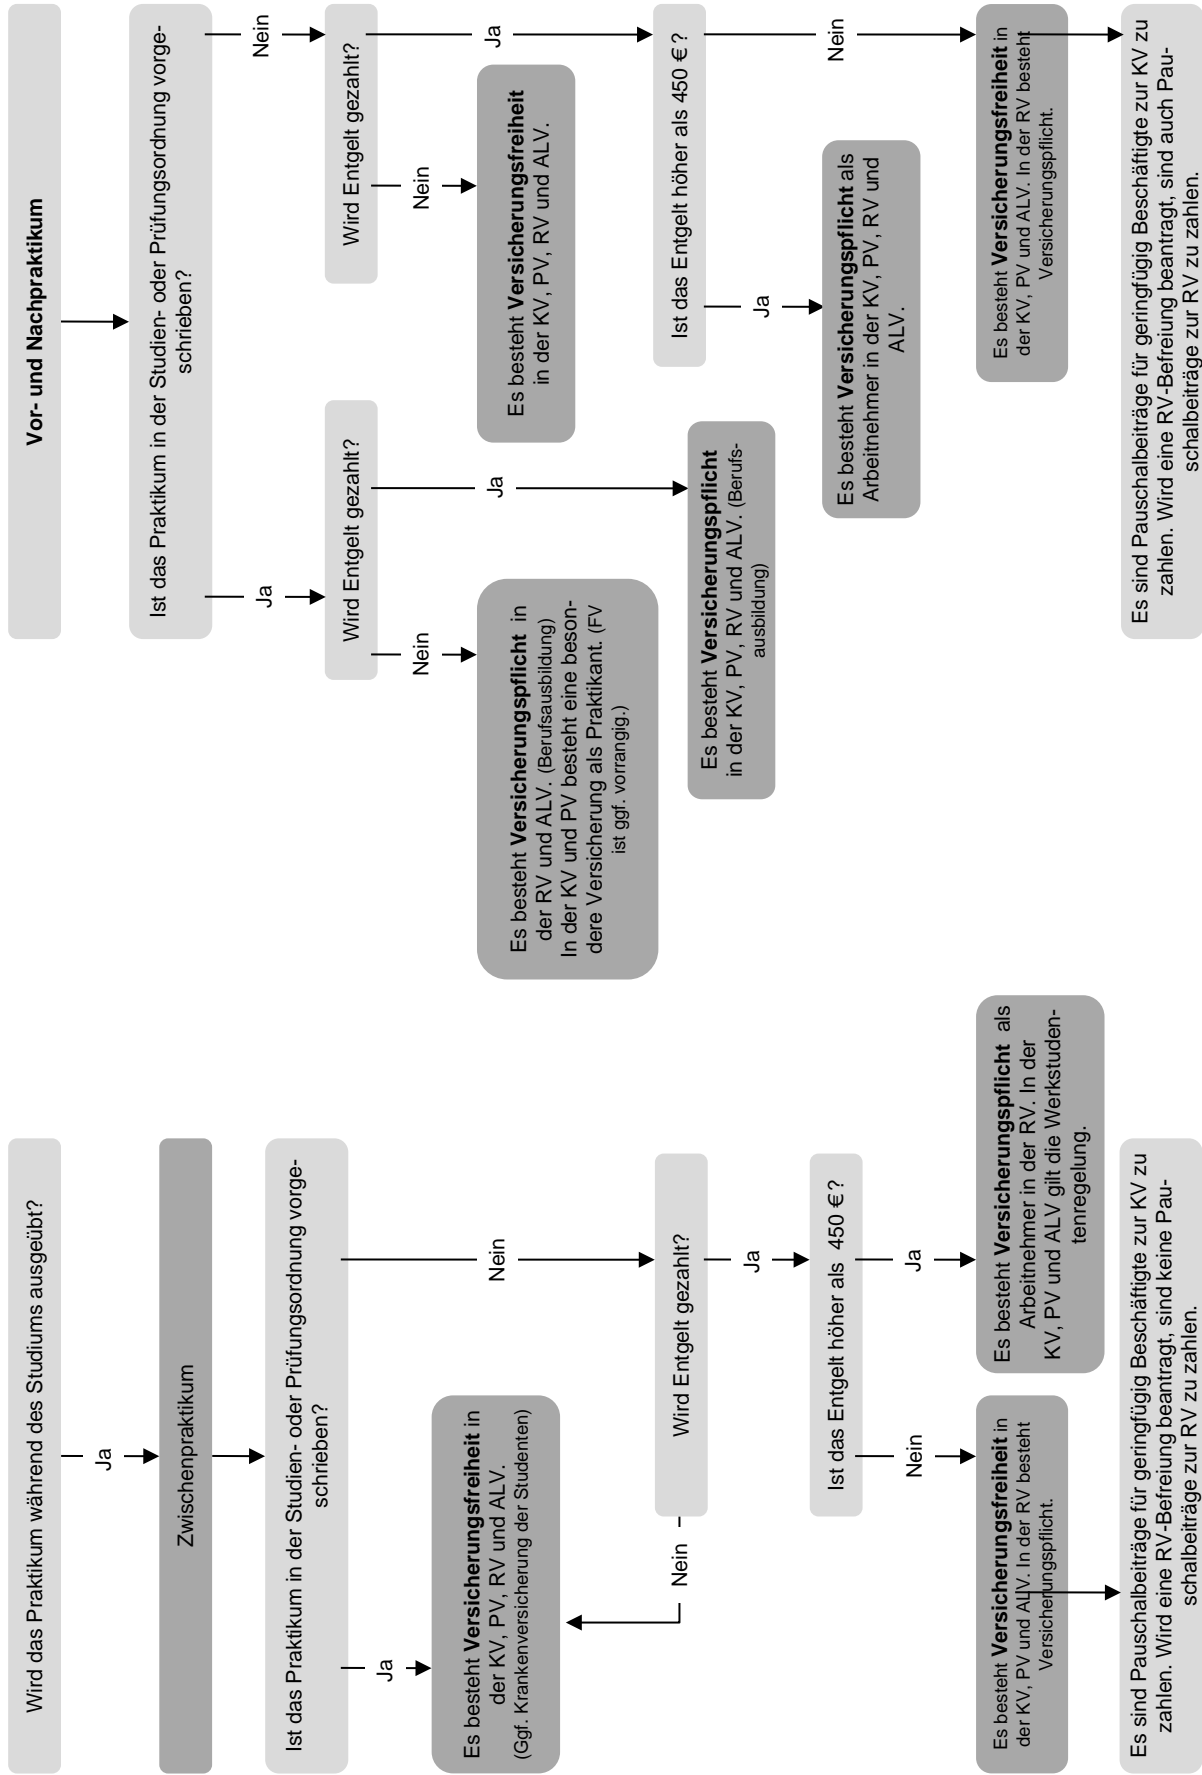 Wird das Praktikum während des Studiums ausgeübt?
Ja
Zwischenpraktikum
Ist das Praktikum in der Studien- oder Prüfungsordnung vorge-
schrieben?
Ja
Nein
Es besteht Versicherungsfreiheit in
der KV, PV, RV und ALV.
(Ggf. Krankenversicherung der Studenten)
Nein
Wird Entgelt gezahlt?
Ja
Ist das Entgelt höher als 450 € ?
Nein
Ja
Es besteht Versicherungsfreiheit in
der KV, PV und ALV. In der RV besteht
Versicherungspflicht.
Es besteht Versicherungspflicht als
Arbeitnehmer in der RV. In der
KV, PV und ALV gilt die Werkstuden-
tenregelung.
Es sind Pauschalbeiträge für geringfügig Beschäftigte zur KV zu
zahlen. Wird eine RV-Befreiung beantragt, sind keine Pau-
schalbeiträge zur RV zu zahlen.
Vor- und Nachpraktikum
Ist das Praktikum in der Studien- oder Prüfungsordnung vorge-
schrieben?
Ja
Nein
Wird Entgelt gezahlt?
Wird Entgelt gezahlt?
Nein
Ja
Nein
Ja
Es besteht Versicherungspflicht in
der RV und ALV. (Berufsausbildung)
In der KV und PV besteht eine beson-
dere Versicherung als Praktikant. (FV
ist ggf. vorrangig.)
Es besteht Versicherungsfreiheit
in der KV, PV, RV und ALV.
Es besteht Versicherungspflicht
in der KV, PV, RV und ALV. (Berufs-
ausbildung)
Ist das Entgelt höher als 450 € ?
Ja
Nein
Es besteht Versicherungspflicht als
Arbeitnehmer in der KV, PV, RV und
ALV.
Es besteht Versicherungsfreiheit in
der KV, PV und ALV. In der RV besteht
Versicherungspflicht.
Es sind Pauschalbeiträge für geringfügig Beschäftigte zur KV zu
zahlen. Wird eine RV-Befreiung beantragt, sind auch Pau-
schalbeiträge zur RV zu zahlen.